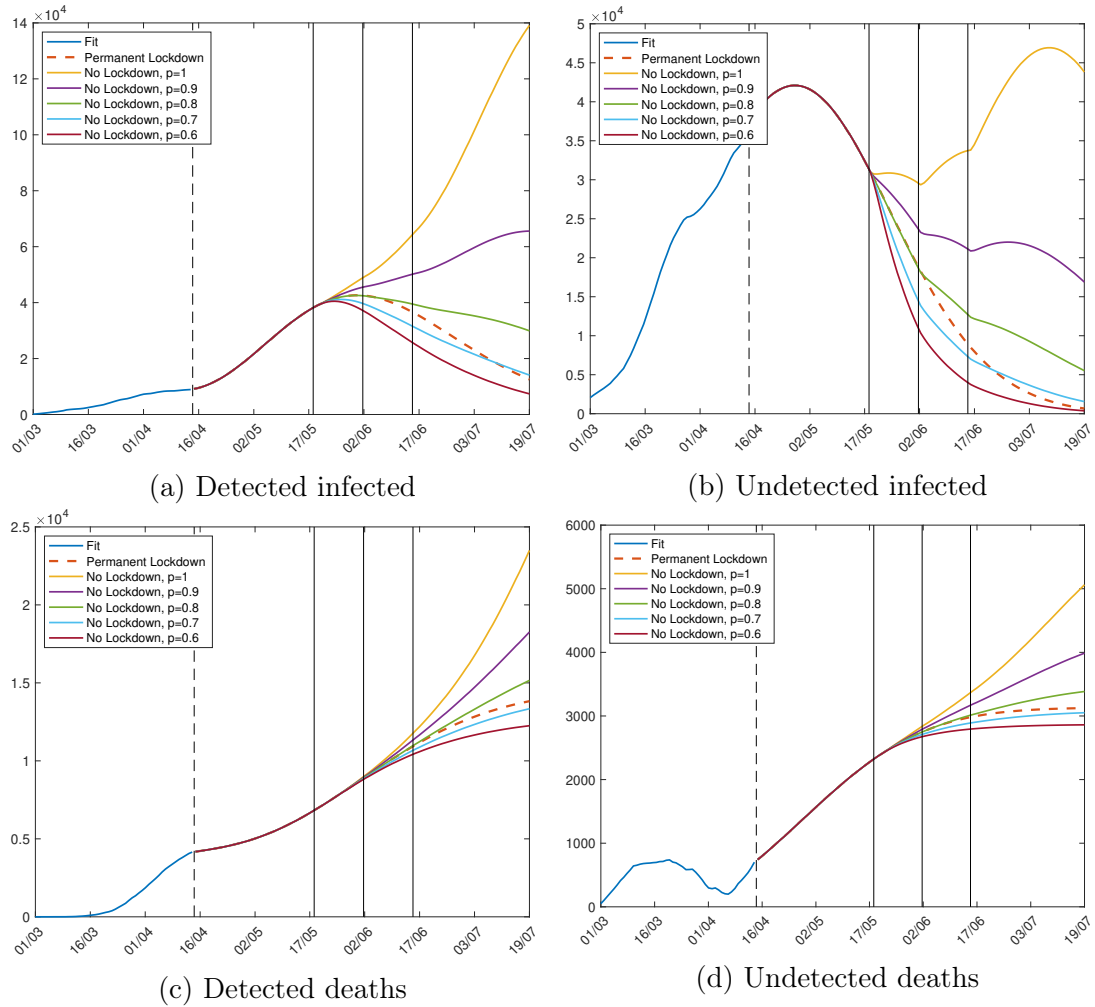 ×10⁴
14
12
10
8
6
4
2
0
Fit
Permanent Lockdown
No Lockdown, p=1
No Lockdown, p=0.9
No Lockdown, p=0.8
No Lockdown, p=0.7
No Lockdown, p=0.6
01/03
16/03
01/04
16/04
02/05
17/05
02/06
17/06
03/07
19/07
(a) Detected infected
×10⁴
5
4.5
4
3.5
3
2.5
2
1.5
1
0.5
0
Fit
Permanent Lockdown
No Lockdown, p=1
No Lockdown, p=0.9
No Lockdown, p=0.8
No Lockdown, p=0.7
No Lockdown, p=0.6
01/03
16/03
01/04
16/04
02/05
17/05
02/06
17/06
03/07
19/07
(b) Undetected infected
×10⁴
2.5
2
1.5
1
0.5
0
Fit
Permanent Lockdown
No Lockdown, p=1
No Lockdown, p=0.9
No Lockdown, p=0.8
No Lockdown, p=0.7
No Lockdown, p=0.6
01/03
16/03
01/04
16/04
02/05
17/05
02/06
17/06
03/07
19/07
(c) Detected deaths
6000
5000
4000
3000
2000
1000
0
Fit
Permanent Lockdown
No Lockdown, p=1
No Lockdown, p=0.9
No Lockdown, p=0.8
No Lockdown, p=0.7
No Lockdown, p=0.6
01/03
16/03
01/04
16/04
02/05
17/05
02/06
17/06
03/07
19/07
(d) Undetected deaths